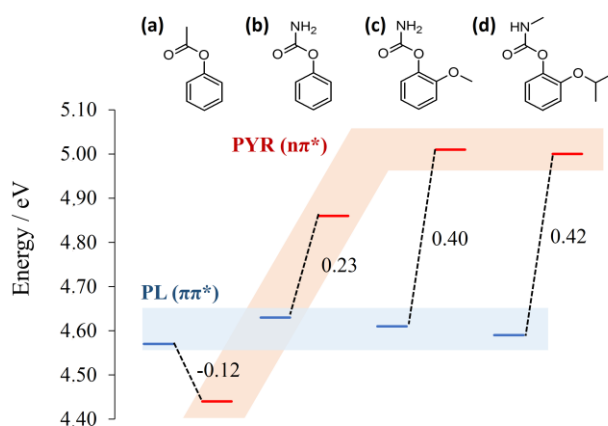 (a) (b) (c) (d)
NH₂ NH₂ HN
O O O O
O O O O
O O
5.10
PYR (nπ*)
5.00
4.90
4.80
0.40 0.42
0.23
4.70
PL (ππ*)
4.60
4.50
-0.12
4.40
Energy / eV